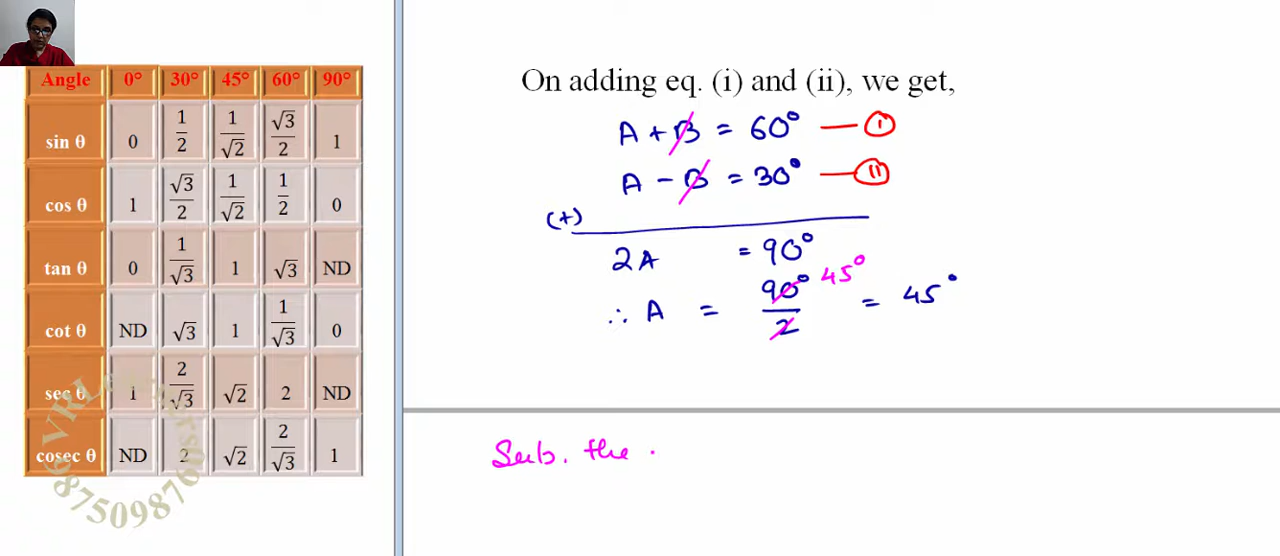 Angle 0° 30° 45° 60° 90°
sin θ 0 1/2 1/√2 √3/2 1
cos θ 1 √3/2 1/√2 1/2 0
tan θ 0 1/√3 1 √3 ND
cot θ ND √3 1 1/√3 0
sec θ 1 2/√3 √2 2 ND
cosec θ ND 2 √2 2/√3 1
On adding eq. (i) and (ii), we get,
A + B = 60° — (i)
A - B = 30° — (ii)
(+)
2A = 90°
∴ A = 90°/2 45° = 45°
Sub. the .